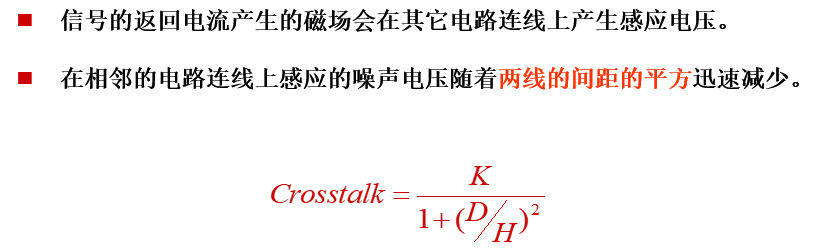 ■ 信号的返回电流产生的磁场会在其它电路连线上产生感应电压。
■ 在相邻的电路连线上感应的噪声电压随着两线的间距的平方迅速减少。
Crosstalk = K / (1+(D/H)²)